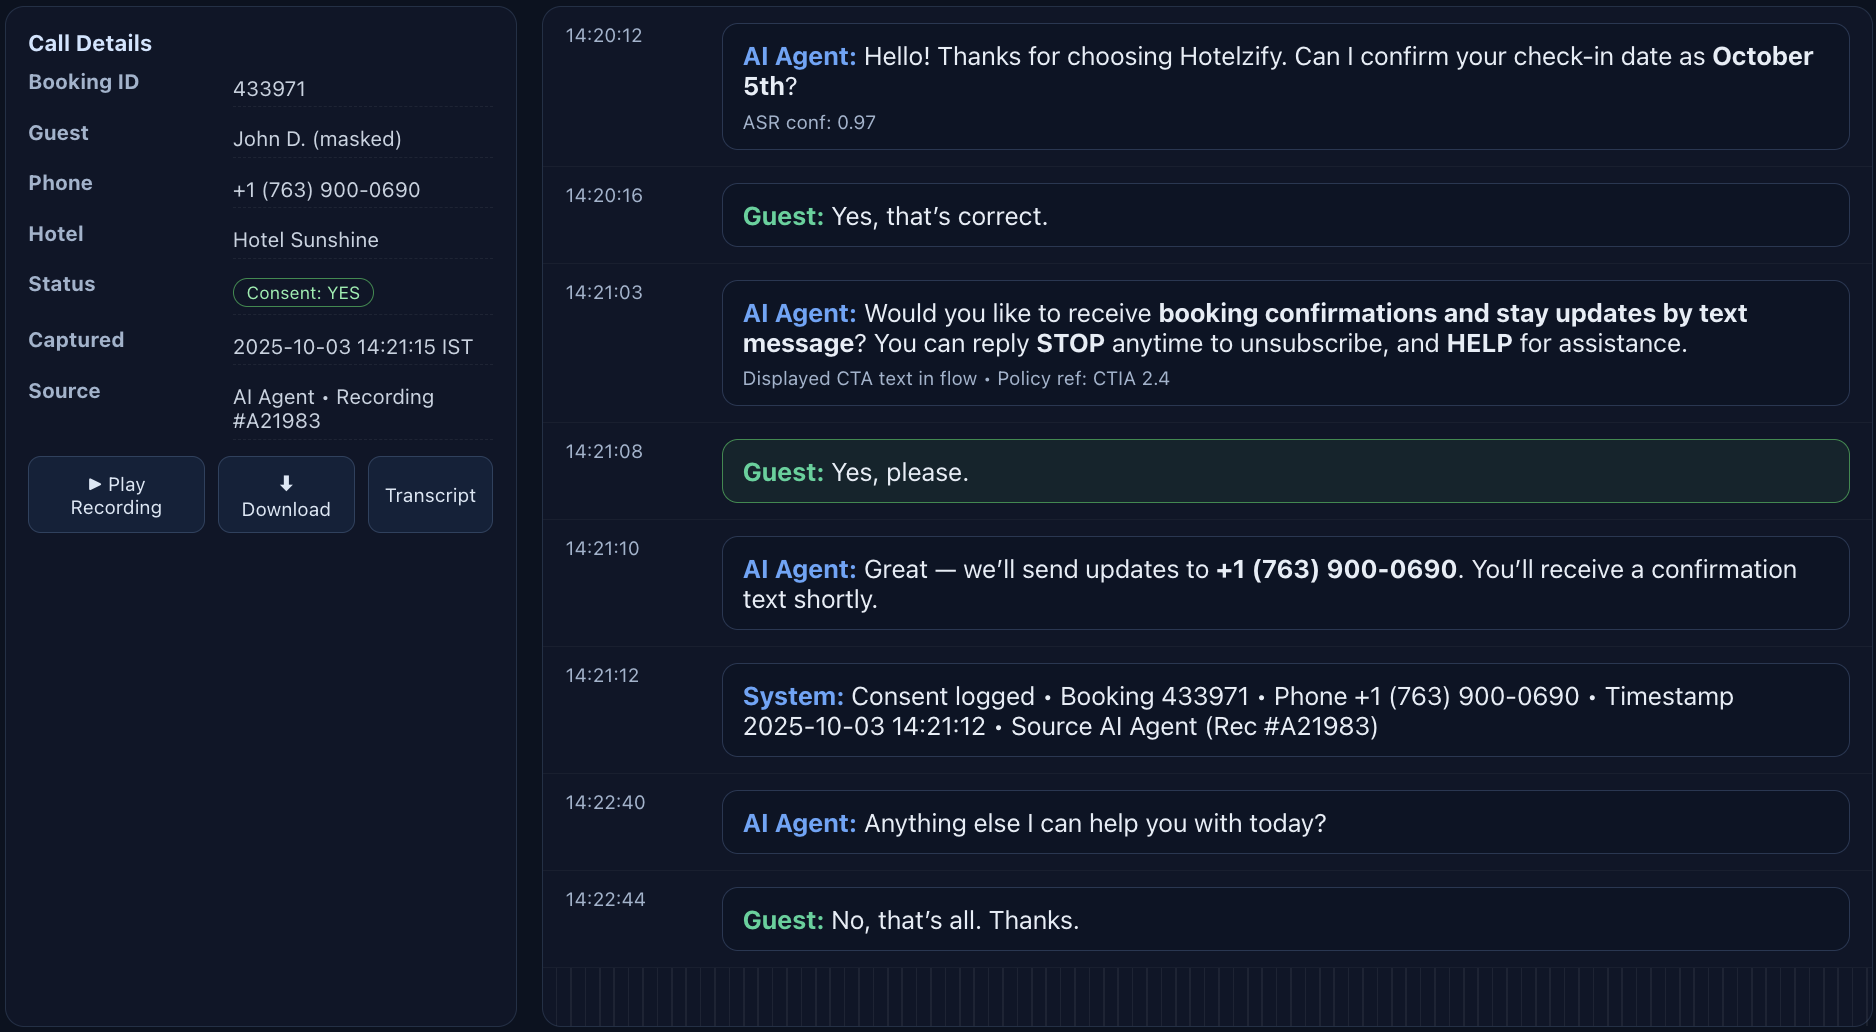 Call Details
Booking ID
433971
Guest
John D. (masked)
Phone
+1 (763) 900-0690
Hotel
Hotel Sunshine
Status
Consent: YES
Captured
2025-10-03 14:21:15 IST
Source
AI Agent • Recording
#A21983
▶ Play
Recording
⬇
Download
Transcript
14:20:12
AI Agent: Hello! Thanks for choosing Hotelzify. Can I confirm your check-in date as October
5th?
ASR conf: 0.97
14:20:16
Guest: Yes, that’s correct.
14:21:03
AI Agent: Would you like to receive booking confirmations and stay updates by text
message? You can reply STOP anytime to unsubscribe, and HELP for assistance.
Displayed CTA text in flow • Policy ref: CTIA 2.4
14:21:08
Guest: Yes, please.
14:21:10
AI Agent: Great — we’ll send updates to +1 (763) 900-0690. You’ll receive a confirmation
text shortly.
14:21:12
System: Consent logged • Booking 433971 • Phone +1 (763) 900-0690 • Timestamp
2025-10-03 14:21:12 • Source AI Agent (Rec #A21983)
14:22:40
AI Agent: Anything else I can help you with today?
14:22:44
Guest: No, that’s all. Thanks.